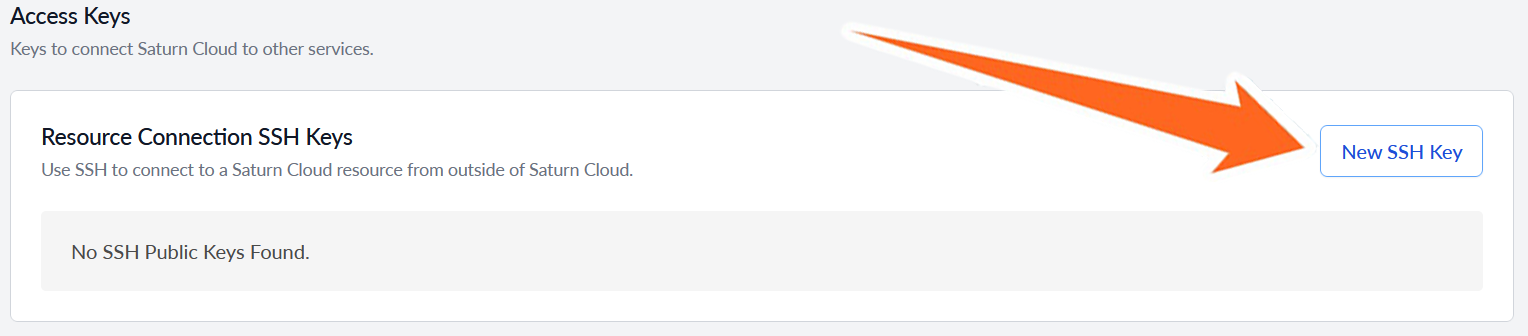 Access Keys
Keys to connect Saturn Cloud to other services.
Resource Connection SSH Keys
Use SSH to connect to a Saturn Cloud resource from outside of Saturn Cloud.
New SSH Key
No SSH Public Keys Found.